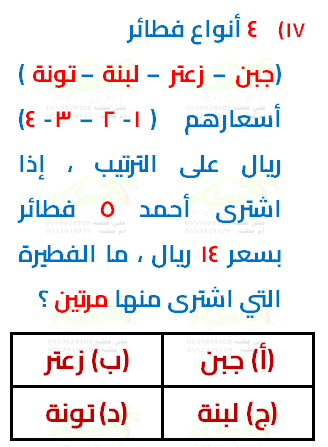 ١٧) ٤ أنواع فطائر
(جبن – زعتر – لبنة – تونة )
أسعارهم ( ١- ٢ – ٣- ٤)
ريال على الترتيب ، إذا
اشترى أحمد ٥ فطائر
بسعر ١٤ ريال ، ما الفطيرة
التي اشترى منها مرتين ؟
(أ) جبن (ب) زعتر
(ج) لبنة (د) تونة